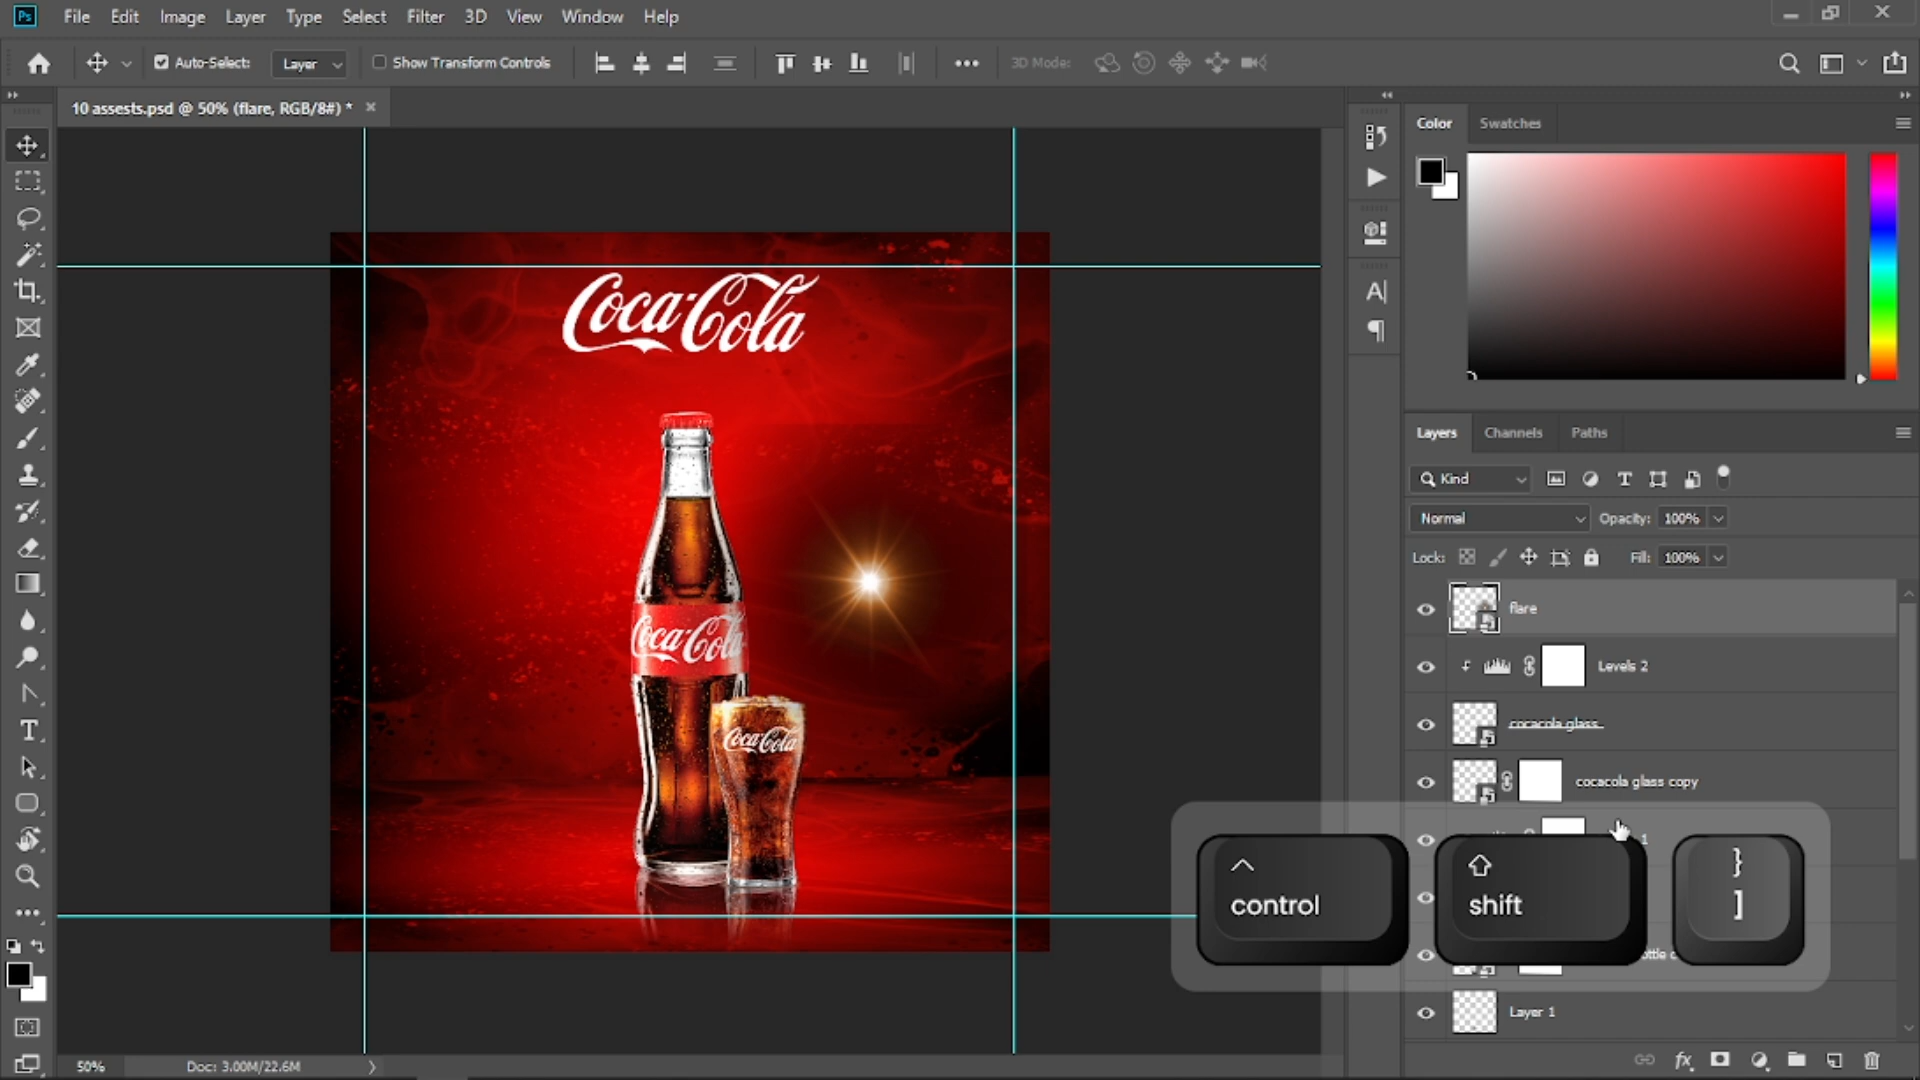 Ps File Edit Image Layer Type Select Filter 3D View Window Help
Auto-Select: Layer Show Transform Controls 3D Mode:
10 assests.psd @ 50% (flare, RGB/8#) *
Color Swatches
Coca-Cola
Coca-Cola
Coca-Cola
Layers Channels Paths
Kind
Normal Opacity: 100%
Lock: Fill: 100%
flare
Levels 2
cocacola glass
cocacola glass copy
1
control shift } ]
Layer 1
50% Doc: 3.00M/22.6M
fx